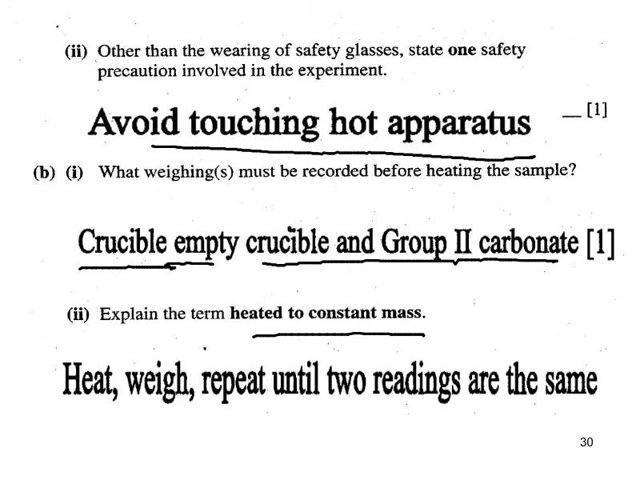 (ii) Other than the wearing of safety glasses, state one safety
precaution involved in the experiment.
Avoid touching hot apparatus
[1]
(b) (i) What weighing(s) must be recorded before heating the sample?
Crucible empty crucible and Group II carbonate [1]
(ii) Explain the term heated to constant mass.
Heat, weigh, repeat until two readings are the same
30